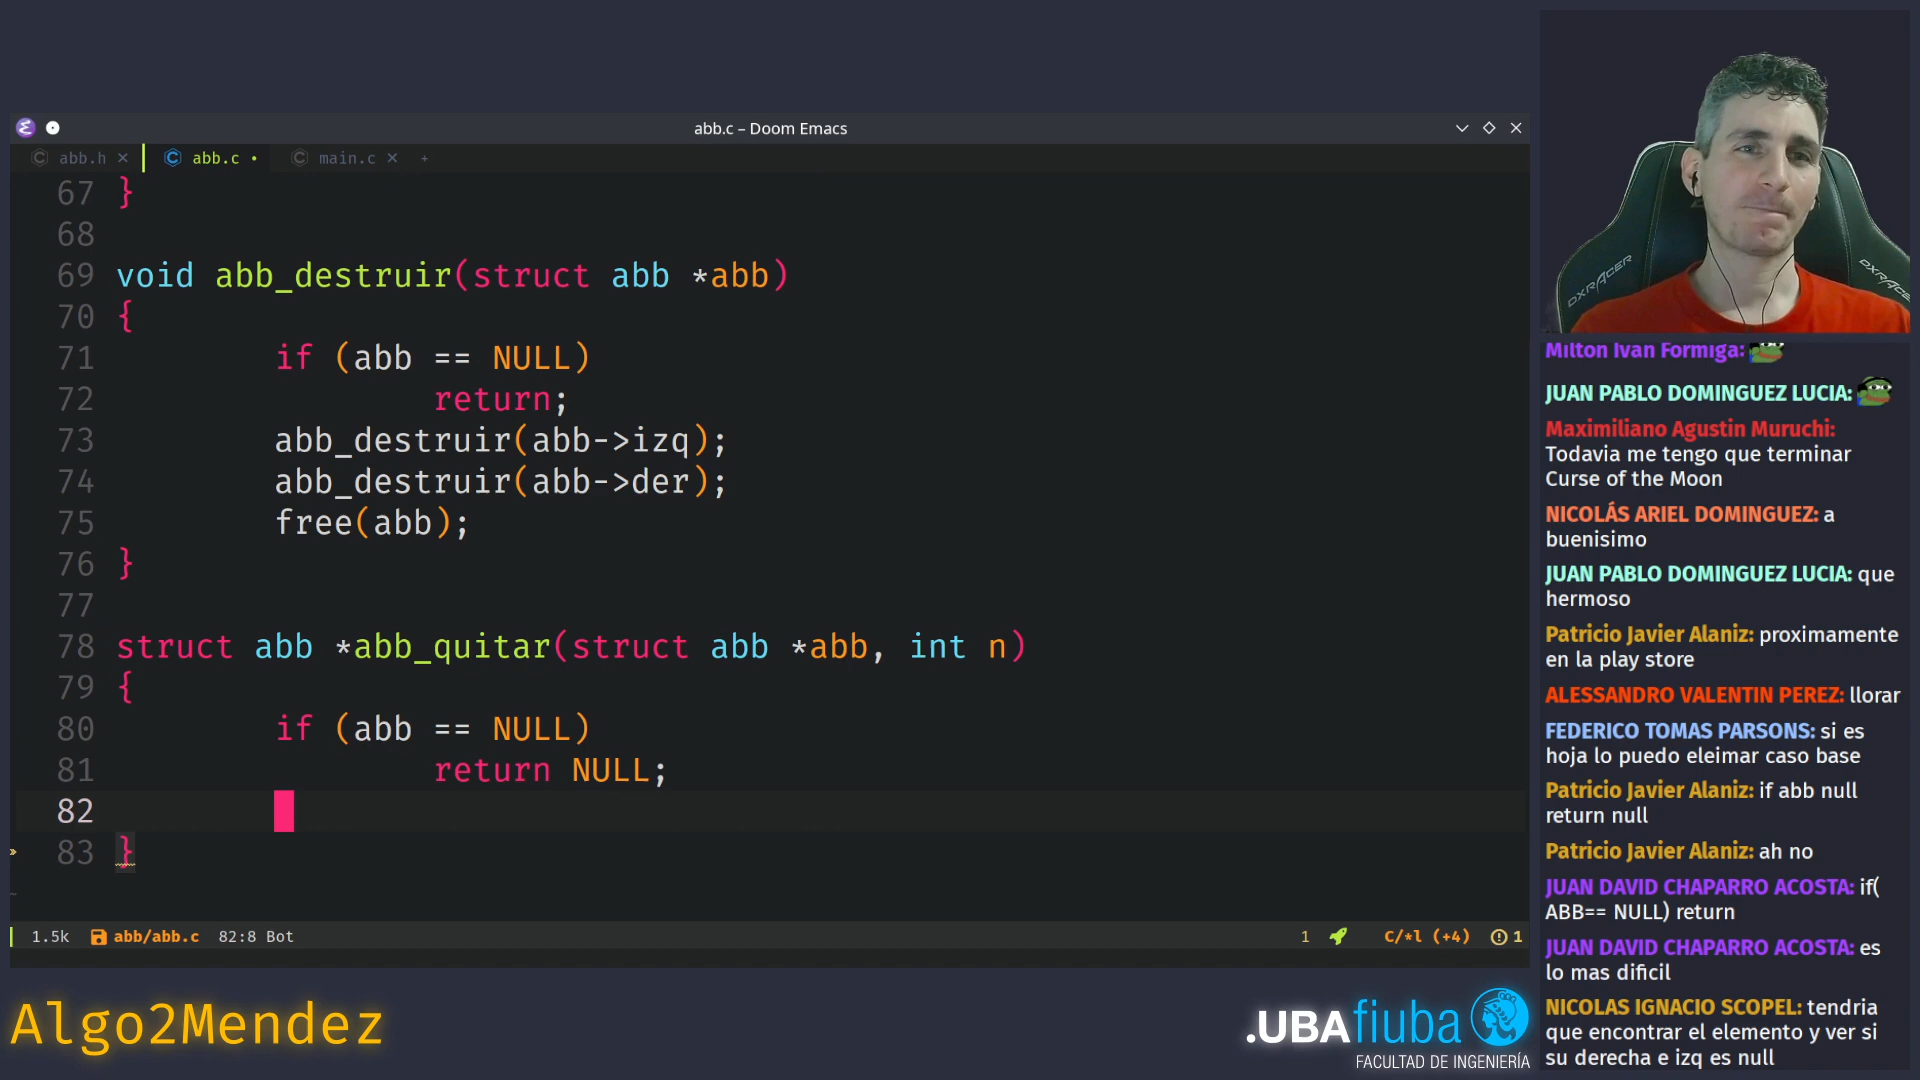 abb.c – Doom Emacs
abb.h
abb.c
main.c
+
67 }
68
69 void abb_destruir(struct abb *abb)
70 {
71 if (abb == NULL)
72 return;
73 abb_destruir(abb->izq);
74 abb_destruir(abb->der);
75 free(abb);
76 }
77
78 struct abb *abb_quitar(struct abb *abb, int n)
79 {
80 if (abb == NULL)
81 return NULL;
82
83 }
~
1.5k abb/abb.c 82:8 Bot 1 C/*l (+4) 1
DXRACER
DXRACER
Milton Ivan Formiga:
JUAN PABLO DOMINGUEZ LUCIA:
Maximiliano Agustin Muruchi:
Todavia me tengo que terminar
Curse of the Moon
NICOLÁS ARIEL DOMINGUEZ: a
buenisimo
JUAN PABLO DOMINGUEZ LUCIA: que
hermoso
Patricio Javier Alaniz: proximamente
en la play store
ALESSANDRO VALENTIN PEREZ: llorar
FEDERICO TOMAS PARSONS: si es
hoja lo puedo eleimar caso base
Patricio Javier Alaniz: if abb null
return null
Patricio Javier Alaniz: ah no
JUAN DAVID CHAPARRO ACOSTA: if(
ABB== NULL) return
JUAN DAVID CHAPARRO ACOSTA: es
lo mas dificil
NICOLAS IGNACIO SCOPEL: tendria
que encontrar el elemento y ver si
su derecha e izq es null
Algo2Mendez
.UBAfiuba
FACULTAD DE INGENIERÍA